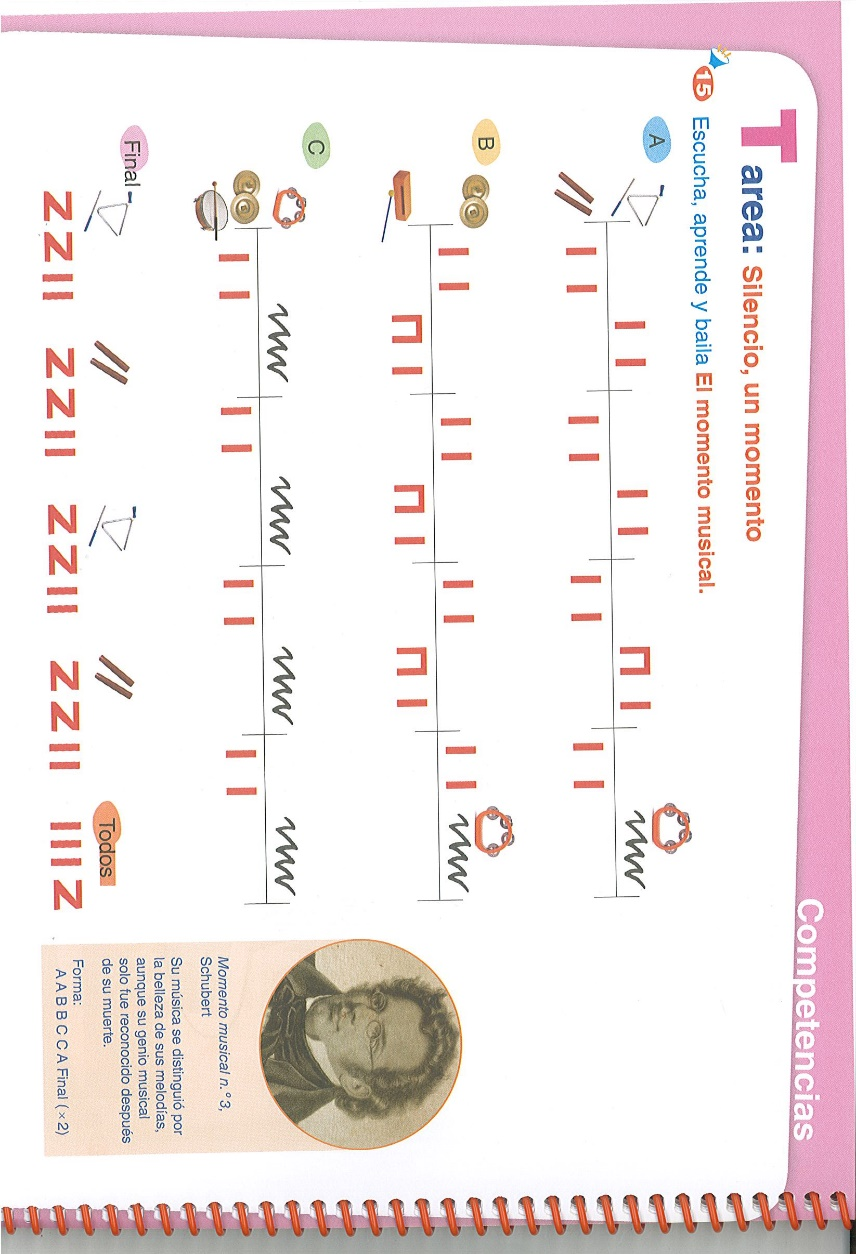 Competencias
Tarea: Silencio, un momento
15 Escucha, aprende y baila El momento musical.
A
B
C
Final
Todos
Momento musical n.º 3,
Schubert
Su música se distinguió por
la belleza de sus melodías,
aunque su genio musical
solo fue reconocido después
de su muerte.
Forma:
A A B B C C A Final (× 2)